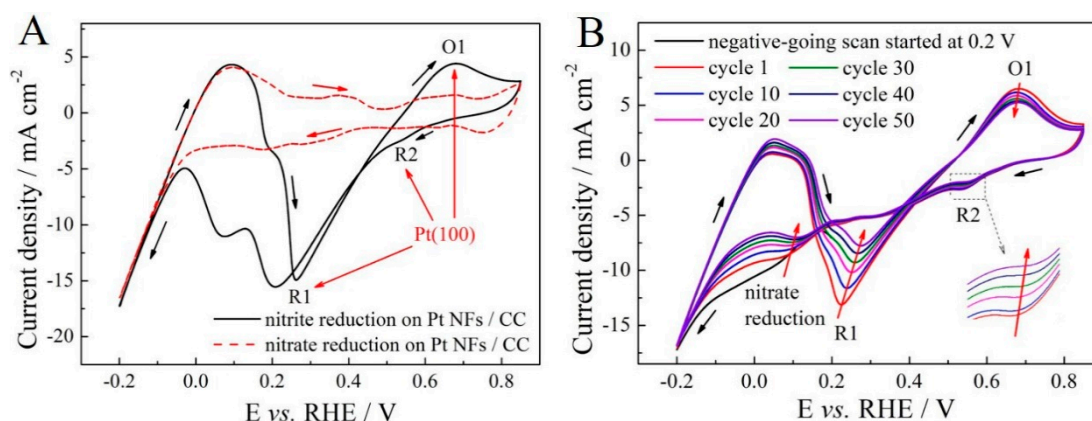 A
Current density / mA cm⁻²
5
0
-5
-10
-15
-20
O1
R2
Pt(100)
R1
nitrite reduction on Pt NFs / CC
nitrate reduction on Pt NFs / CC
-0.2 0.0 0.2 0.4 0.6 0.8
E vs. RHE / V
B
Current density / mA cm⁻²
10
5
0
-5
-10
-15
negative-going scan started at 0.2 V
cycle 1 cycle 30
cycle 10 cycle 40
cycle 20 cycle 50
O1
R2
nitrate
reduction
R1
-0.2 0.0 0.2 0.4 0.6 0.8
E vs. RHE / V